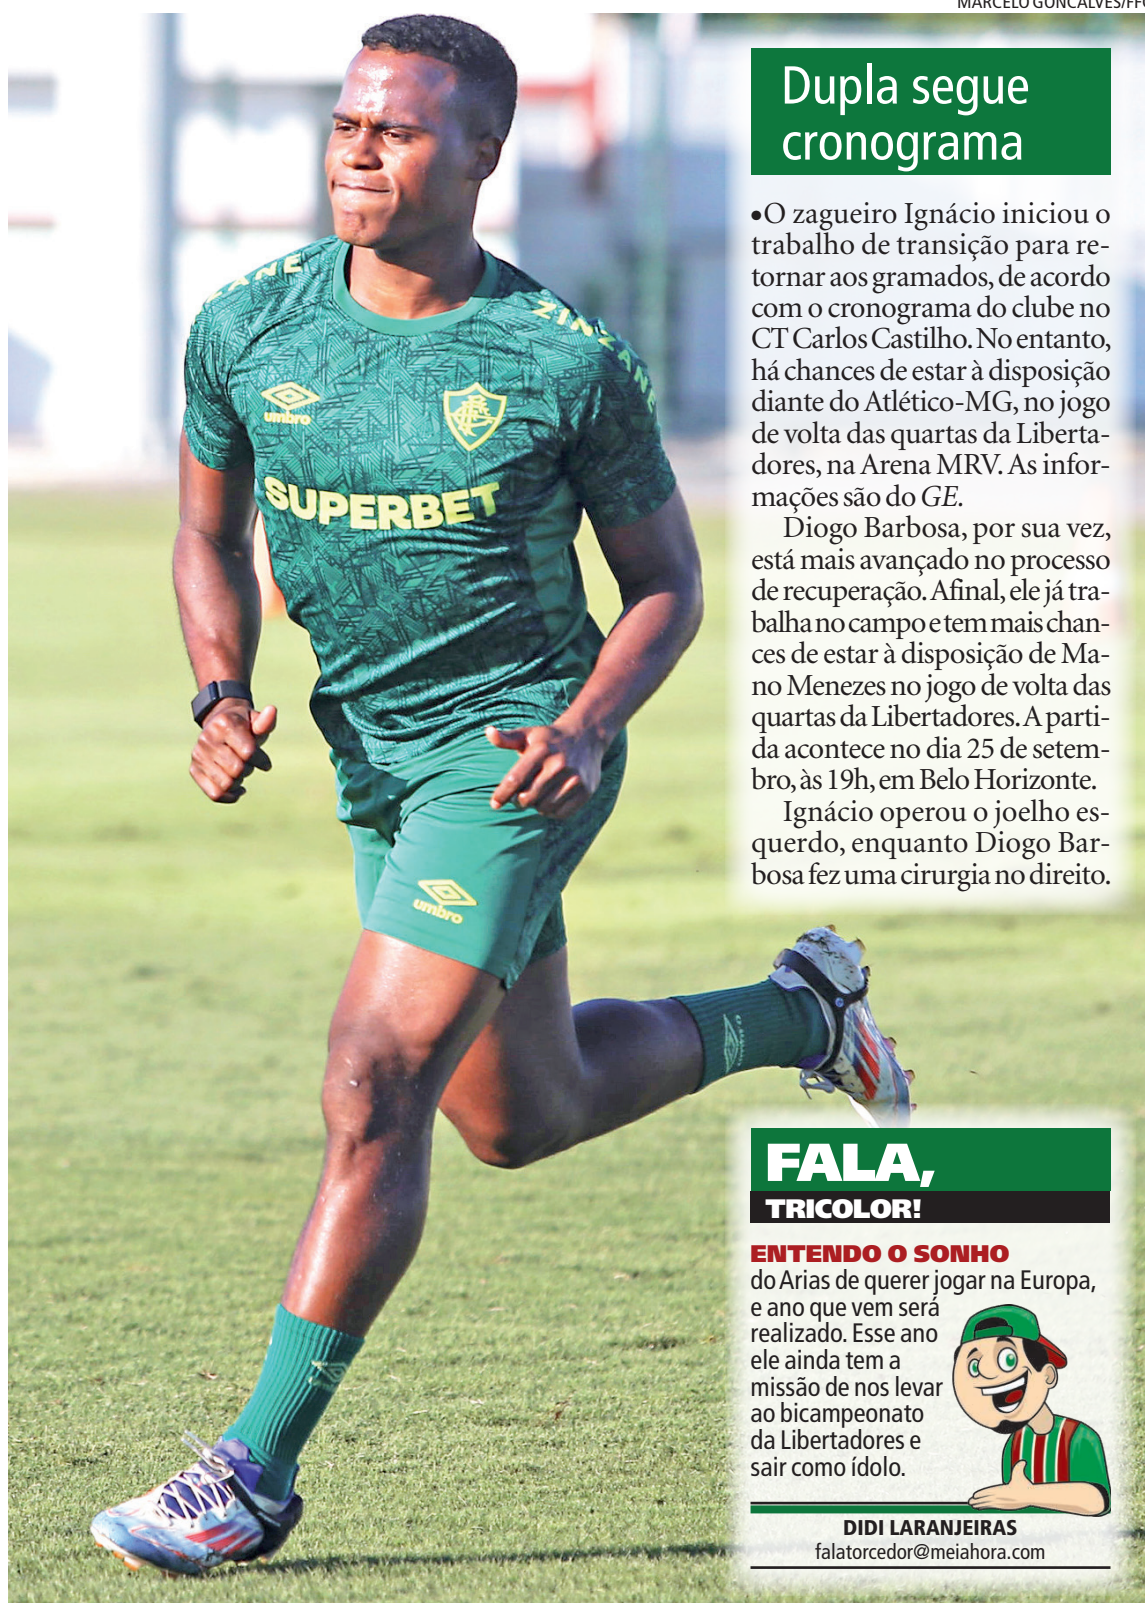 MARCELO GONCALVES/FFC
Dupla segue
cronograma
•O zagueiro Ignácio iniciou o
trabalho de transição para re-
tornar aos gramados, de acordo
com o cronograma do clube no
CT Carlos Castilho. No entanto,
há chances de estar à disposição
diante do Atlético-MG, no jogo
de volta das quartas da Liberta-
dores, na Arena MRV. As infor-
mações são do GE.
Diogo Barbosa, por sua vez,
está mais avançado no processo
de recuperação. Afinal, ele já tra-
balha no campo e tem mais chan-
ces de estar à disposição de Ma-
no Menezes no jogo de volta das
quartas da Libertadores. A parti-
da acontece no dia 25 de setem-
bro, às 19h, em Belo Horizonte.
Ignácio operou o joelho es-
querdo, enquanto Diogo Bar-
bosa fez uma cirurgia no direito.
ZINZANE
umbro
SUPERBET
umbro
FALA,
TRICOLOR!
ENTENDO O SONHO
do Arias de querer jogar na Europa,
e ano que vem será
realizado. Esse ano
ele ainda tem a
missão de nos levar
ao bicampeonato
da Libertadores e
sair como ídolo.
DIDI LARANJEIRAS
falatorcedor@meiahora.com